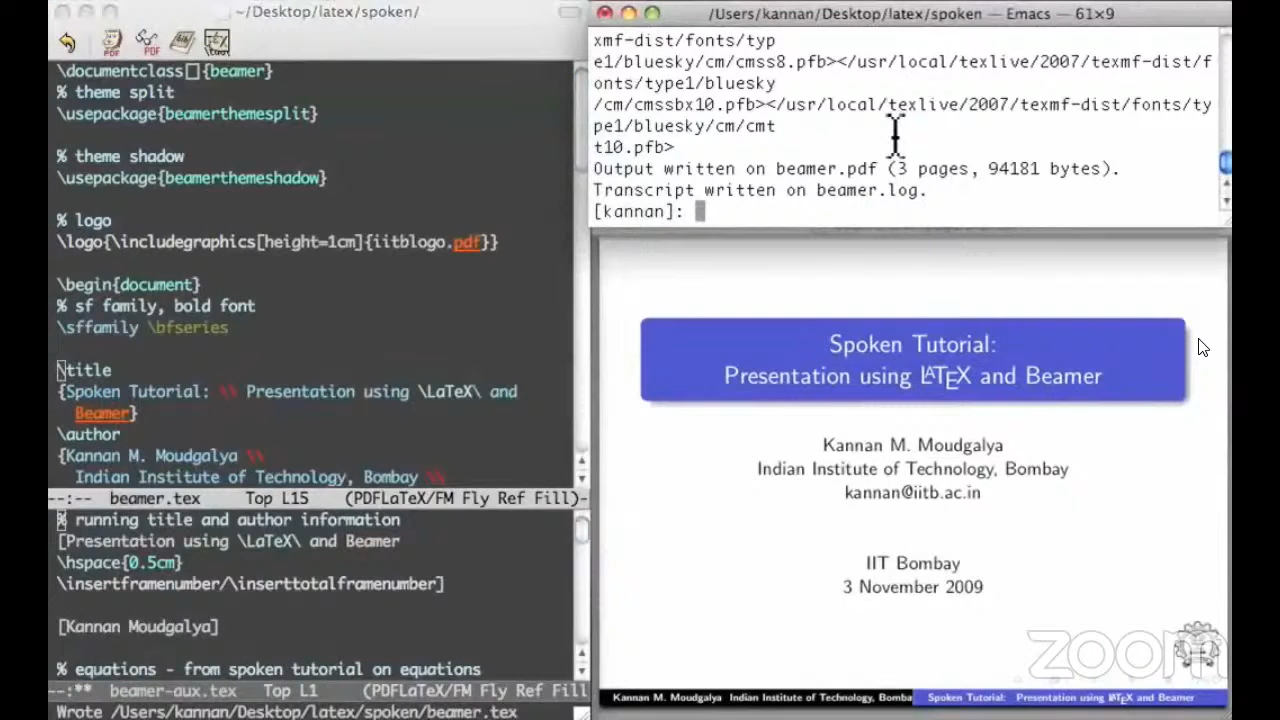 ~/Desktop/latex/spoken/
\documentclass[]{beamer}
% theme split
\usepackage{beamerthemesplit}
% theme shadow
\usepackage{beamerthemeshadow}
% logo
\logo{\includegraphics[height=1cm]{iitblogo.pdf}}
\begin{document}
% sf family, bold font
\sffamily \bfseries
\title
{Spoken Tutorial: \\ Presentation using \LaTeX\ and
Beamer}
\author
{Kannan M. Moudgalya \\
Indian Institute of Technology, Bombay \\
--:-- beamer.tex Top L15 (PDFLaTeX/FM Fly Ref Fill)-
% running title and author information
[Presentation using \LaTeX\ and Beamer
\hspace{0.5cm}
\insertframenumber/\inserttotalframenumber]
[Kannan Moudgalya]
% equations - from spoken tutorial on equations
-:** beamer-aux.tex Top L1 (PDFLaTeX/FM Fly Ref Fill
Wrote /Users/kannan/Desktop/latex/spoken/beamer.tex
/Users/kannan/Desktop/latex/spoken — Emacs — 61×9
xmf-dist/fonts/typ
e1/bluesky/cm/cmss8.pfb></usr/local/texlive/2007/texmf-dist/f
onts/type1/bluesky
/cm/cmssbx10.pfb></usr/local/texlive/2007/texmf-dist/fonts/ty
pe1/bluesky/cm/cmt
t10.pfb>
Output written on beamer.pdf (3 pages, 94181 bytes).
Transcript written on beamer.log.
[kannan]:
Spoken Tutorial:
Presentation using LATEX and Beamer
Kannan M. Moudgalya
Indian Institute of Technology, Bombay
kannan@iitb.ac.in
IIT Bombay
3 November 2009
zoom
Kannan M. Moudgalya Indian Institute of Technology, Bomba Spoken Tutorial: Presentation using LATEX and Beamer